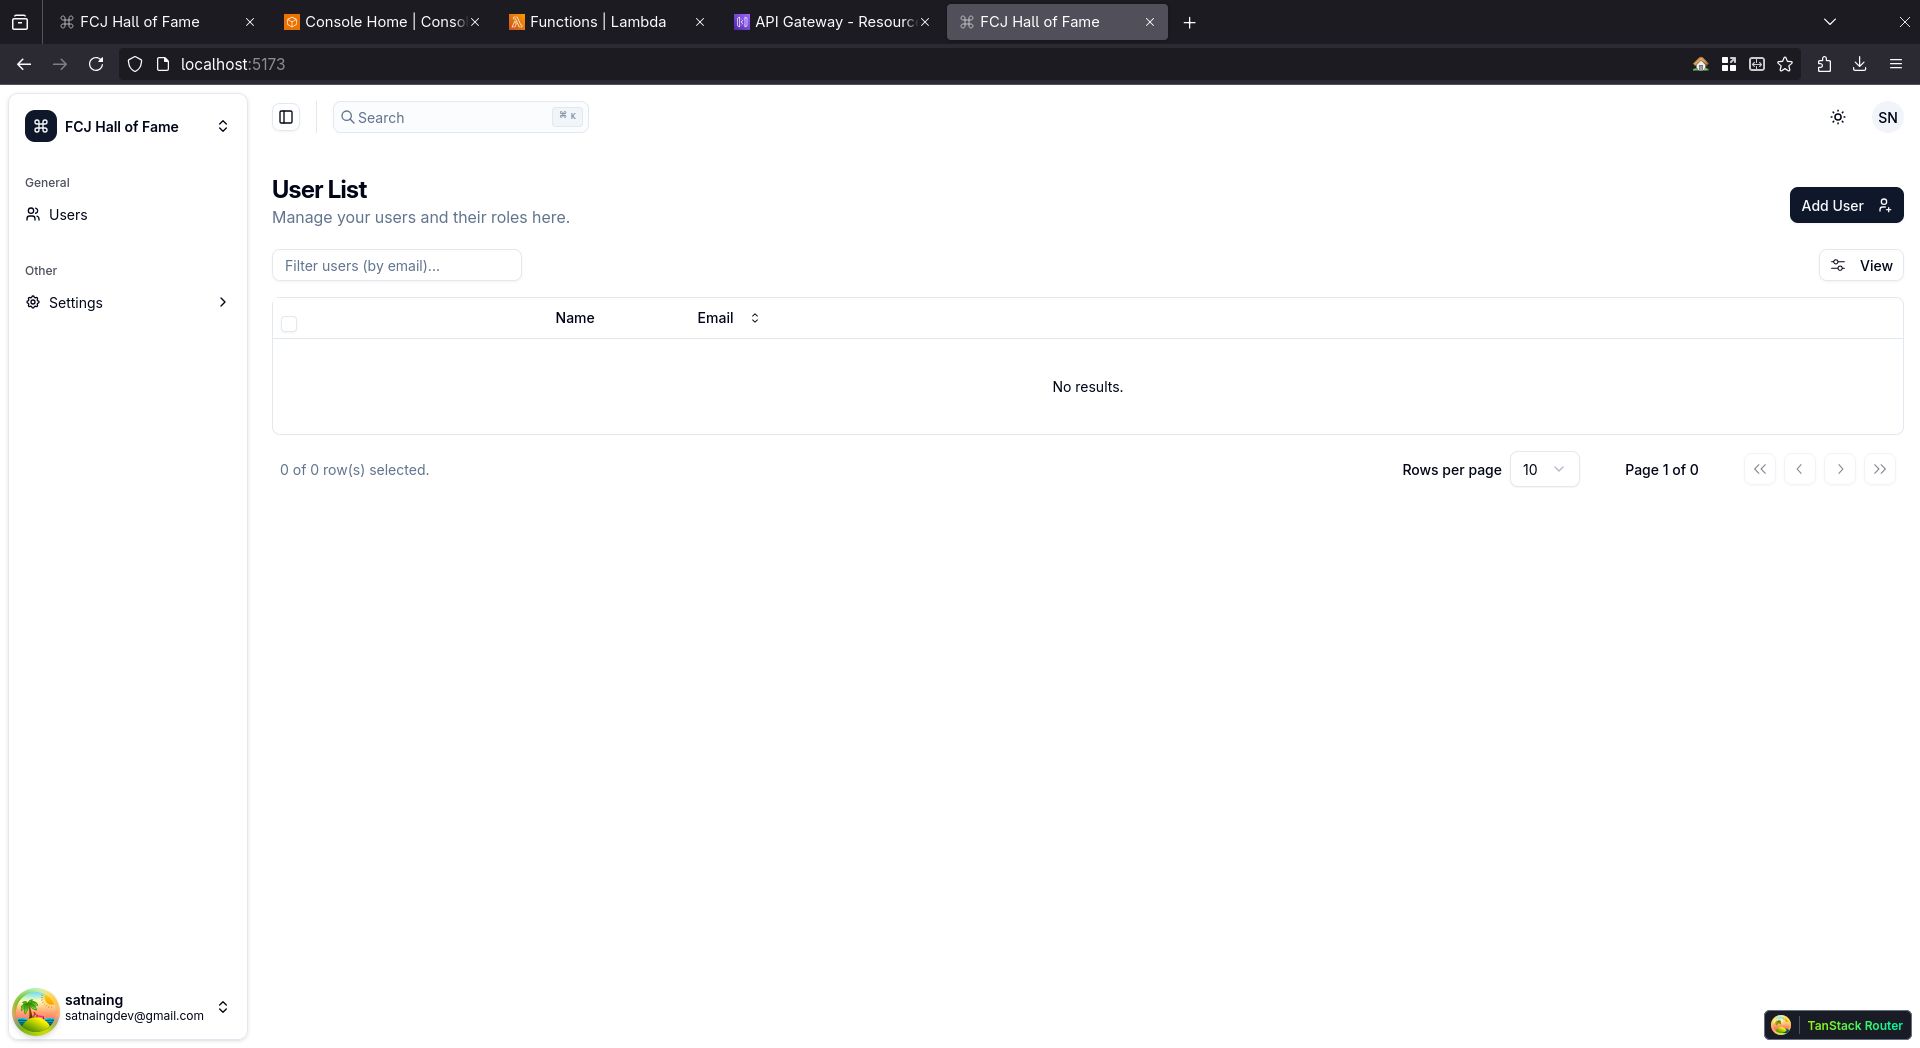 FCJ Hall of Fame
Console Home | Conso
Functions | Lambda
API Gateway - Resourc
FCJ Hall of Fame
localhost:5173
FCJ Hall of Fame
General
Users
Other
Settings
satnaing
satnaingdev@gmail.com
Search
⌘ K
SN
User List
Manage your users and their roles here.
Add User
Filter users (by email)...
View
Name
Email
No results.
0 of 0 row(s) selected.
Rows per page
10
Page 1 of 0
TanStack Router